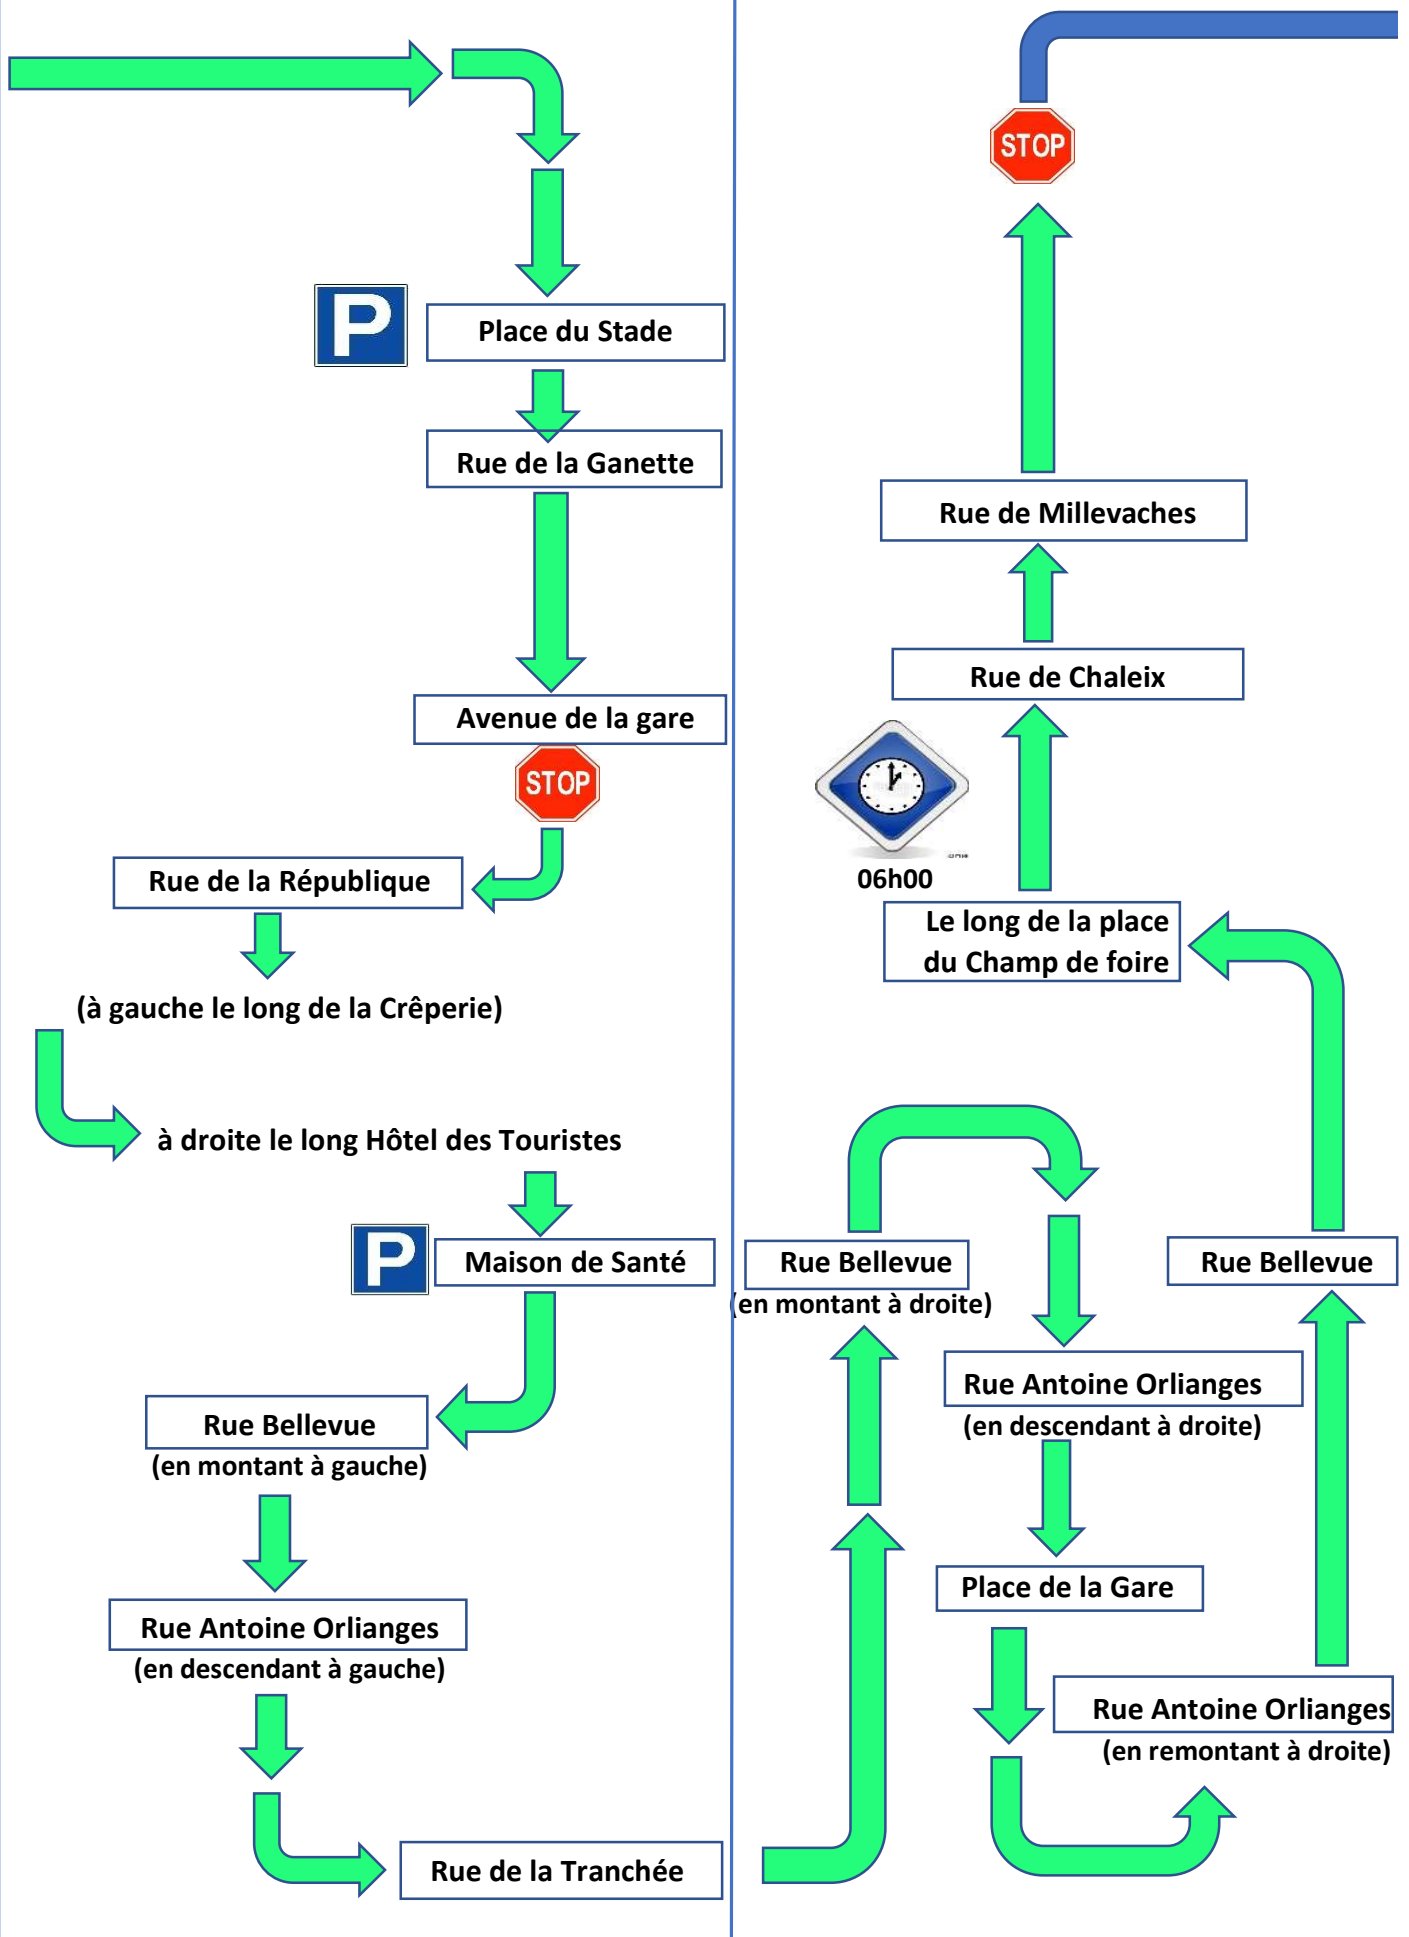 P
Place du Stade
Rue de la Ganette
Avenue de la gare
STOP
Rue de la République
(à gauche le long de la Crêperie)
à droite le long Hôtel des Touristes
P
Maison de Santé
Rue Bellevue
(en montant à gauche)
Rue Antoine Orlianges
(en descendant à gauche)
Rue de la Tranchée
Rue Bellevue
(en montant à droite)
Rue Antoine Orlianges
(en descendant à droite)
Place de la Gare
Rue Antoine Orlianges
(en remontant à droite)
Rue Bellevue
Le long de la place
du Champ de foire
06h00
Rue de Chaleix
Rue de Millevaches
STOP